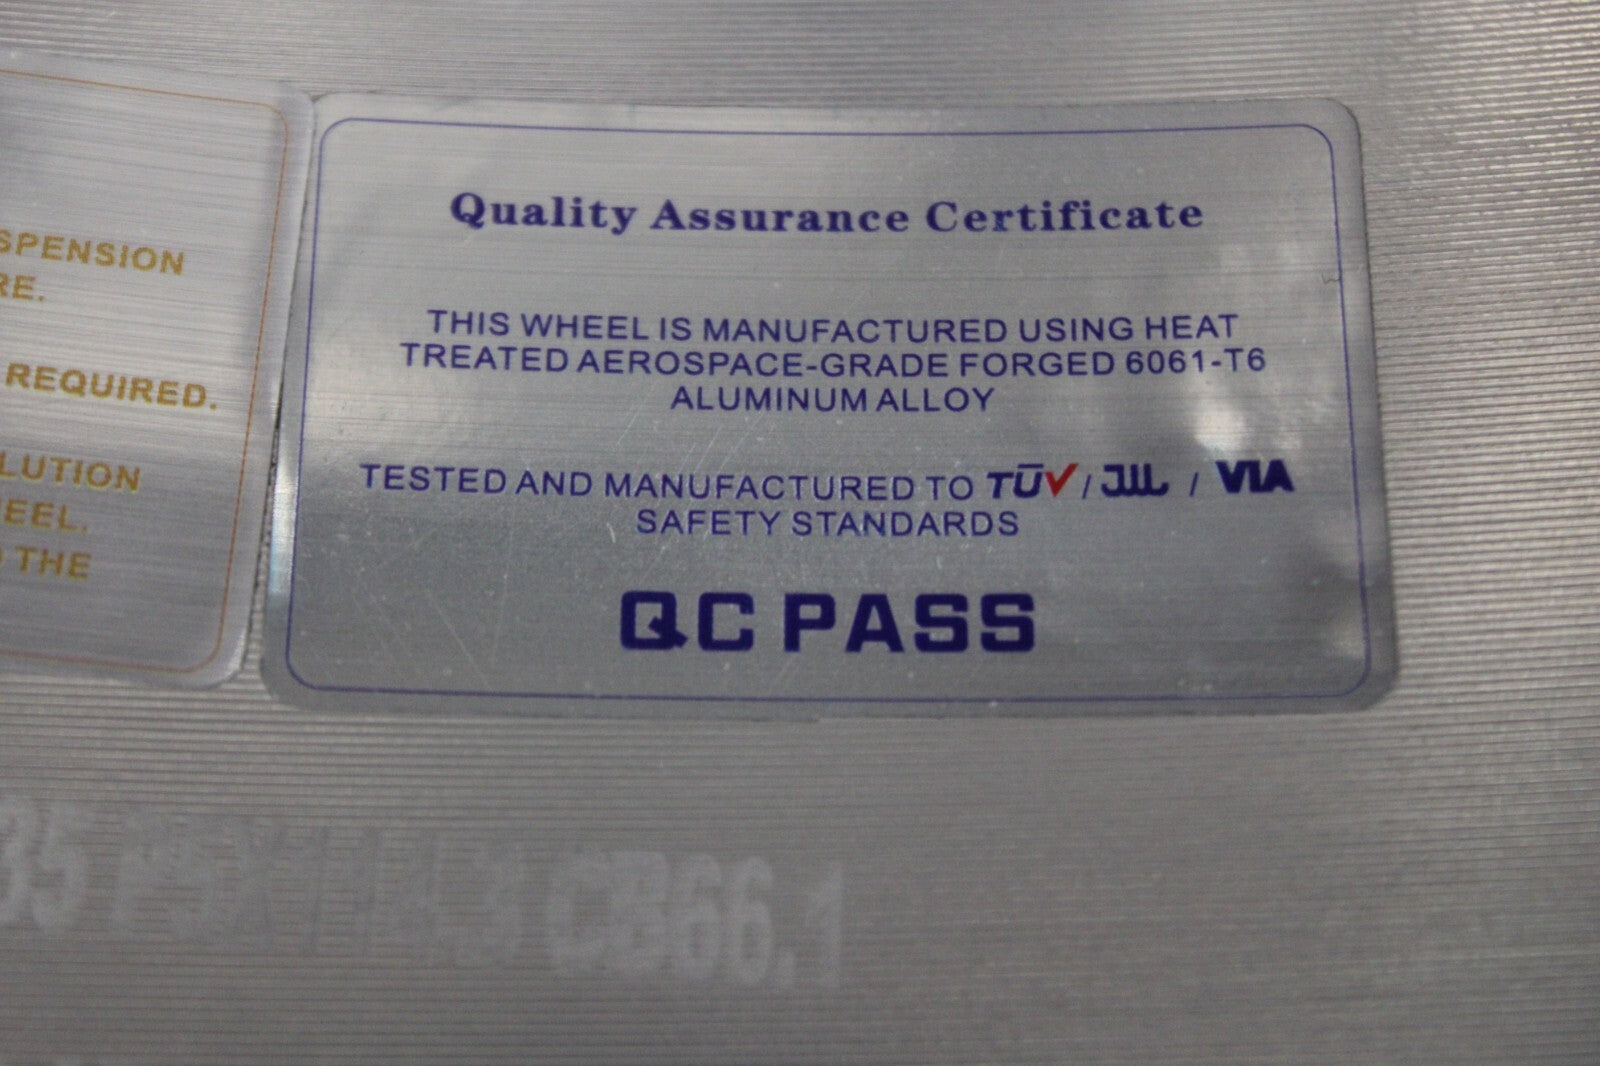 SPENSION
RE.
REQUIRED.
LUTION
EEL.
THE
Quality Assurance Certificate
THIS WHEEL IS MANUFACTURED USING HEAT
TREATED AEROSPACE-GRADE FORGED 6061-T6
ALUMINUM ALLOY
TESTED AND MANUFACTURED TO TÜV / JWL / VIA
SAFETY STANDARDS
QC PASS
35 CB66.1